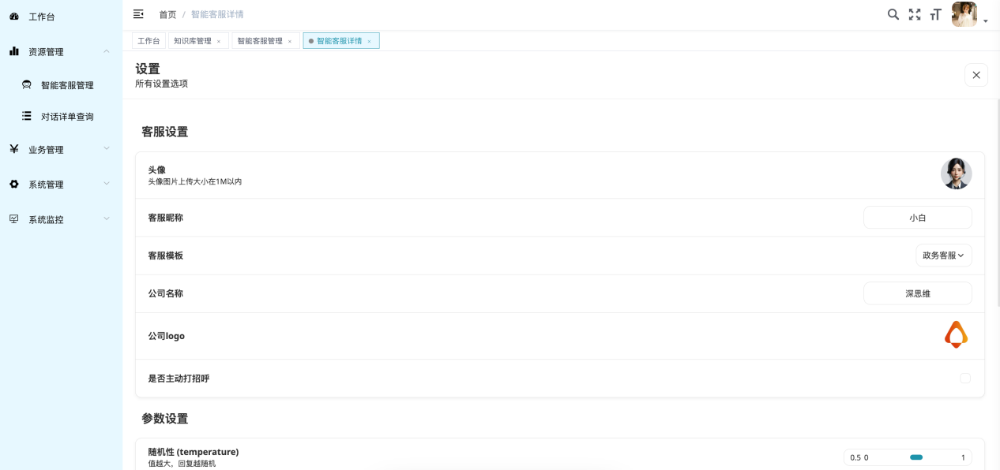 工作台
资源管理
智能客服管理
对话详单查询
业务管理
系统管理
系统监控
首页 / 智能客服详情
工作台 知识库管理 × 智能客服管理 × 智能客服详情 ×
设置
所有设置选项
客服设置
头像
头像图片上传大小在1M以内
客服昵称 小白
客服模板 政务客服
公司名称 深思维
公司logo
是否主动打招呼
参数设置
随机性 (temperature)
值越大，回复越随机
0.5 0 1